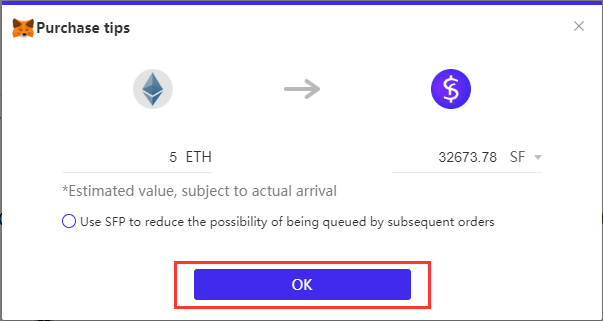 Purchase tips
5 ETH
32673.78 SF
*Estimated value, subject to actual arrival
Use SFP to reduce the possibility of being queued by subsequent orders
OK